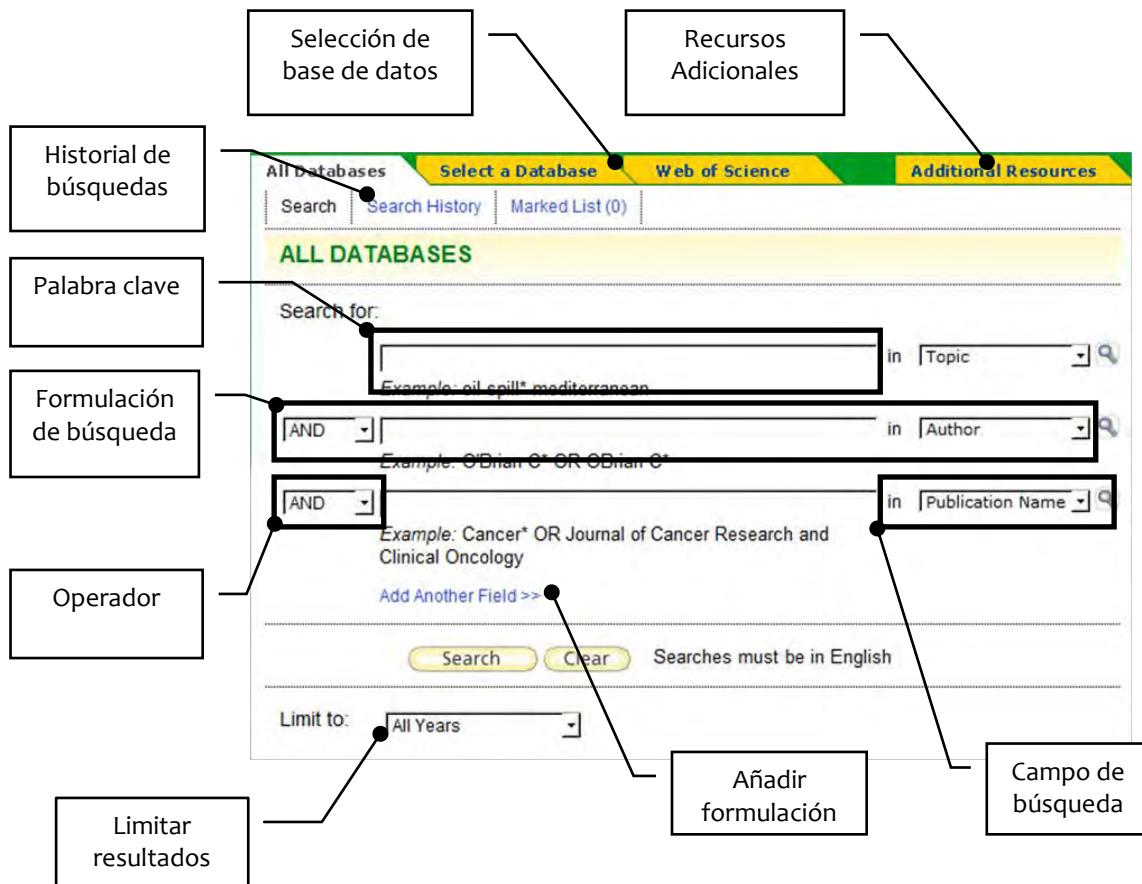 Selección de
base de datos
Recursos
Adicionales
Historial de
búsquedas
All Databases Select a Database Web of Science Additional Resources
Search Search History Marked List (0)
ALL DATABASES
Palabra clave
Search for:
in Topic
Example: oil spill* mediterranean
Formulación
de búsqueda
AND in Author
Example: O'Brian C* OR OBrian C*
AND in Publication Name
Example: Cancer* OR Journal of Cancer Research and
Clinical Oncology
Operador
Add Another Field >>
Search Clear Searches must be in English
Limit to: All Years
Añadir
formulación
Campo de
búsqueda
Limitar
resultados